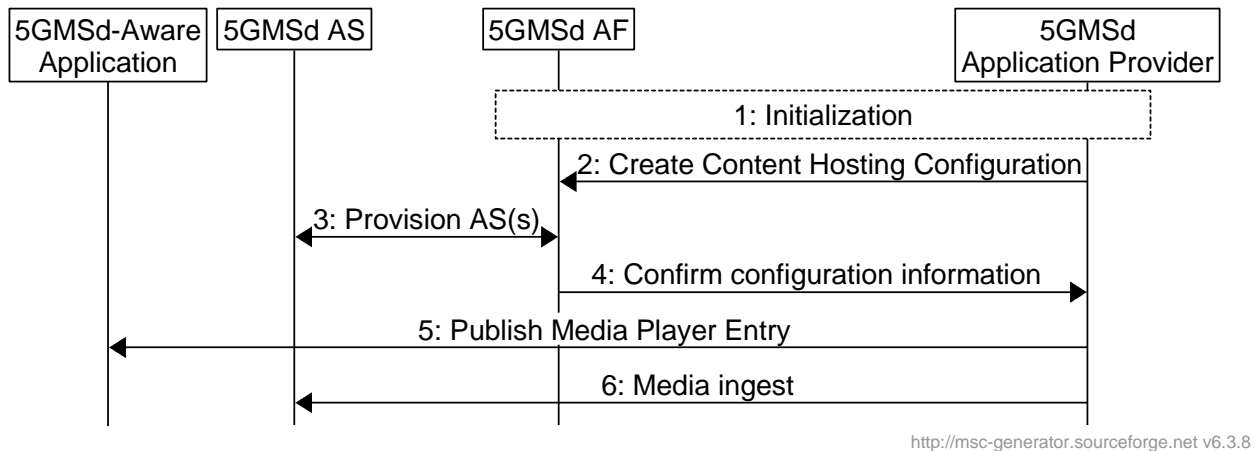 5GMSd-Aware
Application
5GMSd AS
5GMSd AF
5GMSd
Application Provider
1: Initialization
2: Create Content Hosting Configuration
3: Provision AS(s)
4: Confirm configuration information
5: Publish Media Player Entry
6: Media ingest
http://msc-generator.sourceforge.net v6.3.8